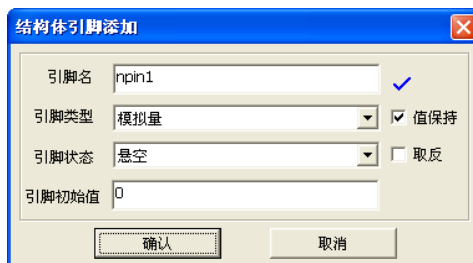 结构体引脚添加
引脚名 npin1
引脚类型 模拟量 值保持
引脚状态 悬空 取反
引脚初始值 0
确认 取消